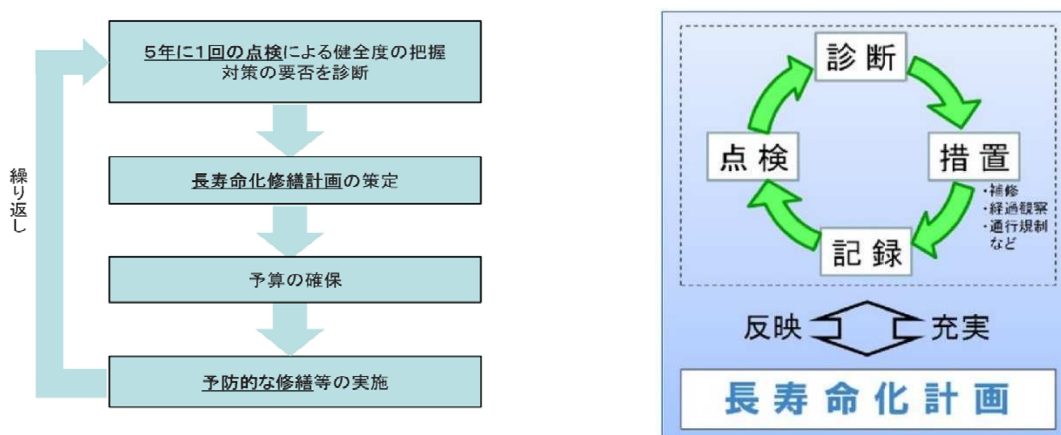 5年に1回の点検による健全度の把握
対策の要否を診断
長寿命化修繕計画の策定
予算の確保
予防的な修繕等の実施
繰り返し
診断
点検
措置
・補修
・経過観察
・通行規制
など
記録
反映
充実
長寿命化計画